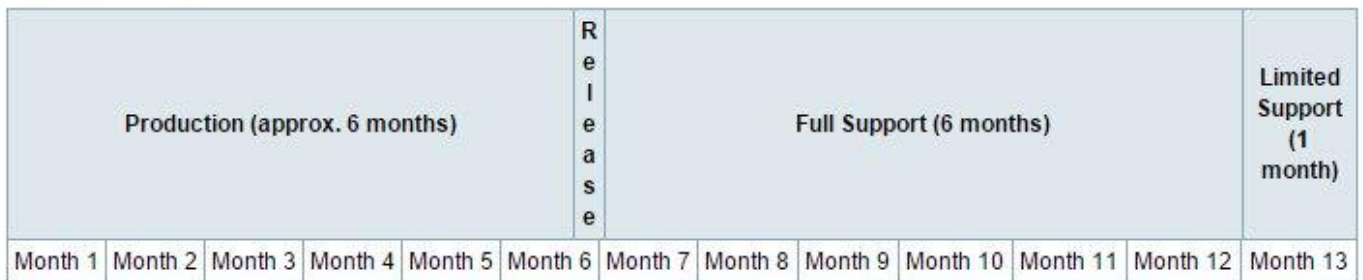 Production (approx. 6 months)
R
e
l
e
a
s
e
Full Support (6 months)
Limited
Support
(1
month)
Month 1 Month 2 Month 3 Month 4 Month 5 Month 6 Month 7 Month 8 Month 9 Month 10 Month 11 Month 12 Month 13